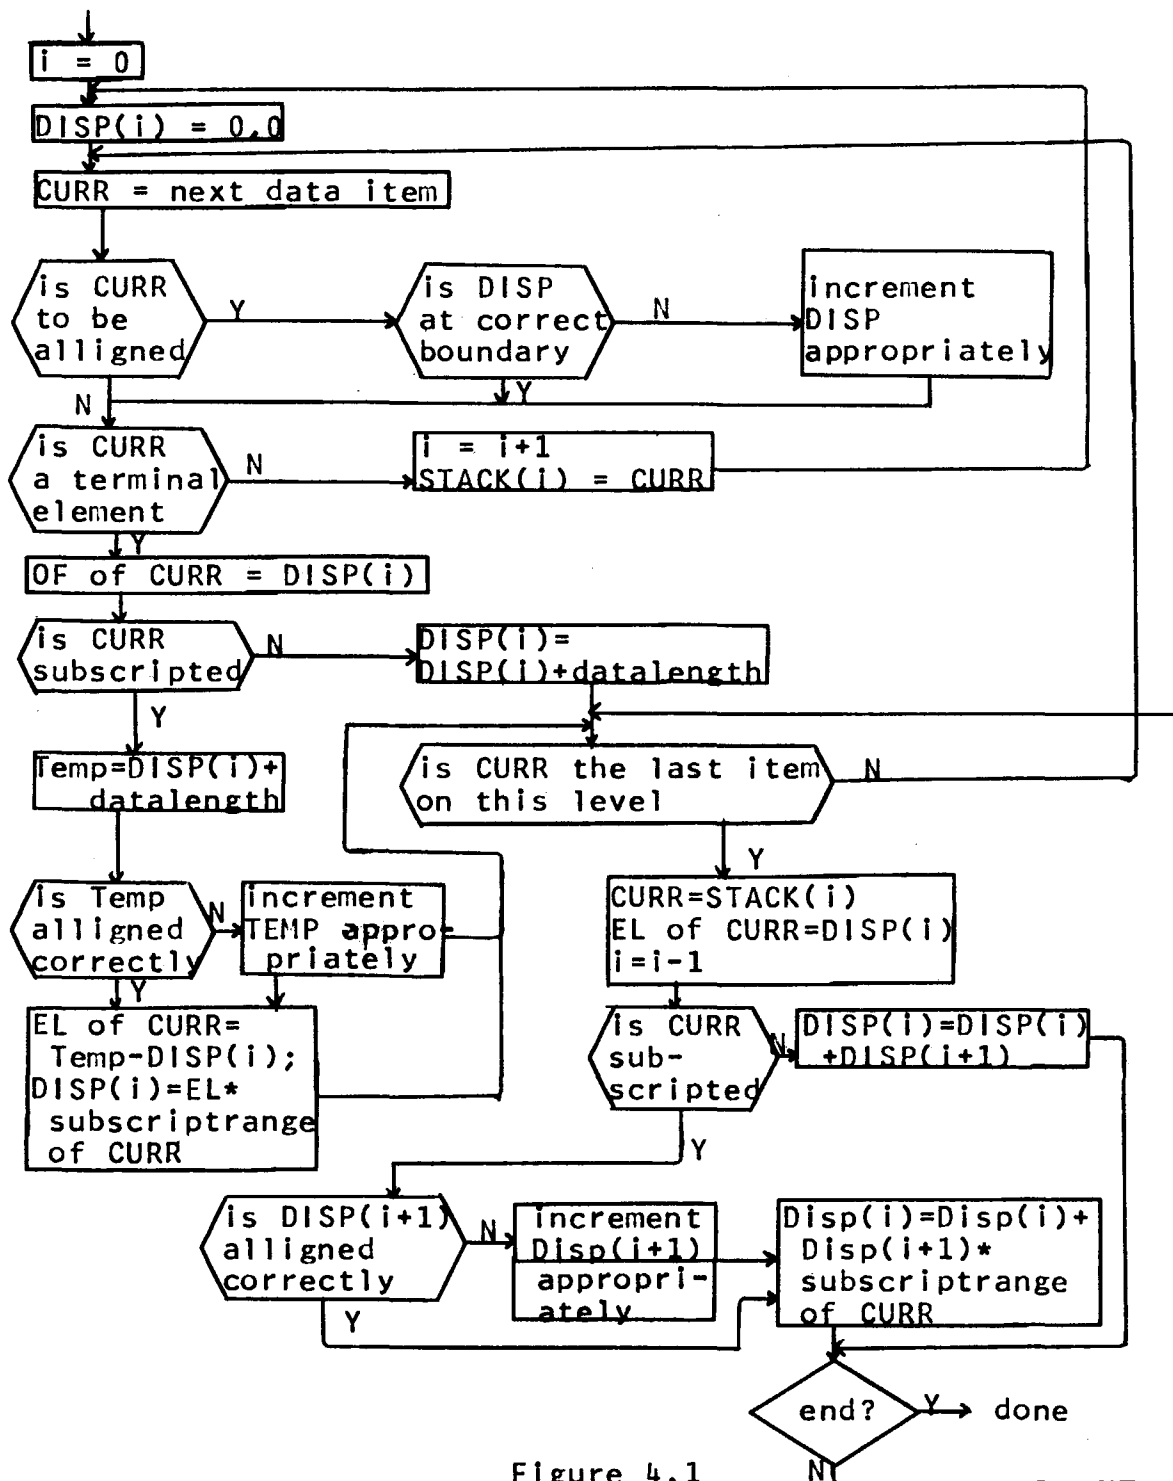 i = 0
DISP(i) = 0,0
CURR = next data item
is CURR
to be
alligned
Y
is DISP
at correct
boundary
N
increment
DISP
appropriately
Y
N
is CURR
a terminal
element
N
i = i+1
STACK(i) = CURR
Y
OF of CURR = DISP(i)
is CURR
subscripted
N
DISP(i)=
DISP(i)+datalength
Y
Temp=DISP(i)+
datalength
is CURR the last item
on this level
N
Y
is Temp
alligned
correctly
N
increment
TEMP appro-
priately
Y
CURR=STACK(i)
EL of CURR=DISP(i)
i=i-1
EL of CURR=
Temp-DISP(i);
DISP(i)=EL*
subscriptrange
of CURR
is CURR
sub-
scripted
N
DISP(i)=DISP(i)
+DISP(i+1)
Y
is DISP(i+1)
alligned
correctly
N
increment
Disp(i+1)
appropri-
ately
Y
Disp(i)=Disp(i)+
Disp(i+1)*
subscriptrange
of CURR
end?
Y
done
N
Figure 4.1